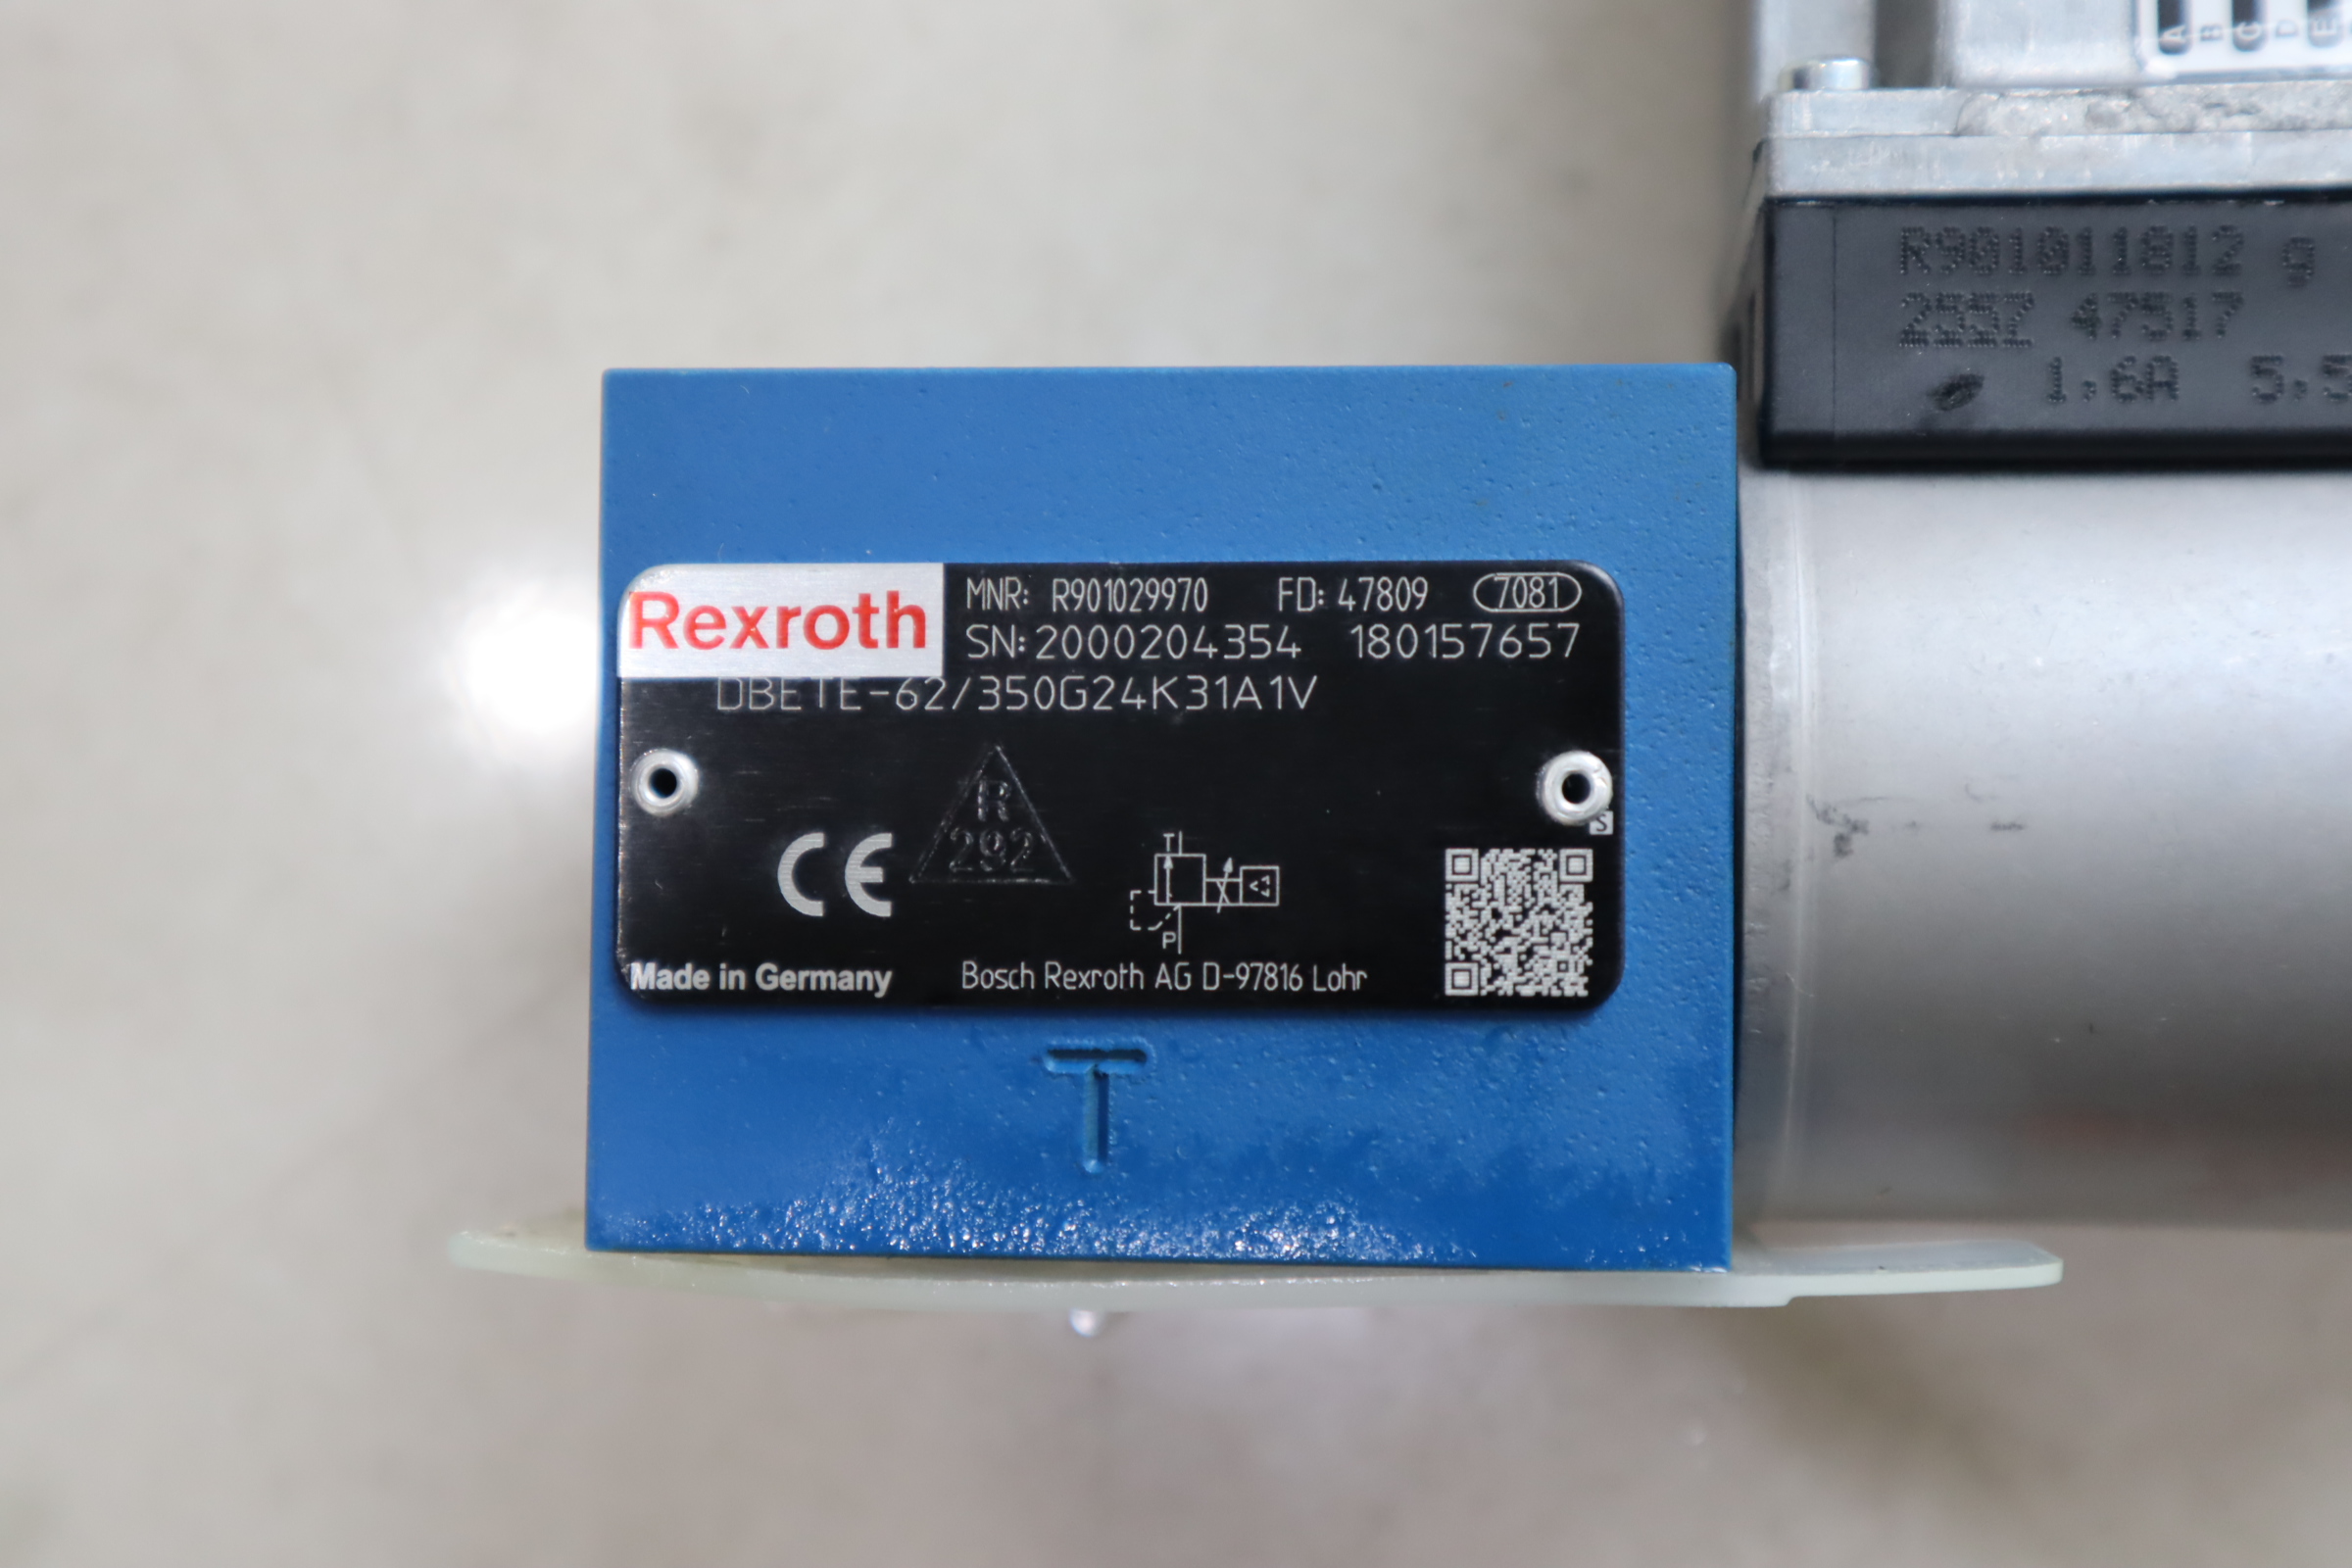 A B C D E
R901011812 g
2557 47517
1.6A 5.5
Rexroth
MNR: R901029970 FD: 47809 7081
SN: 2000204354 180157657
DBETE-62/350G24K31A1V
R
292
CE
S
T
P
Made in Germany
Bosch Rexroth AG D-97816 Lohr
T